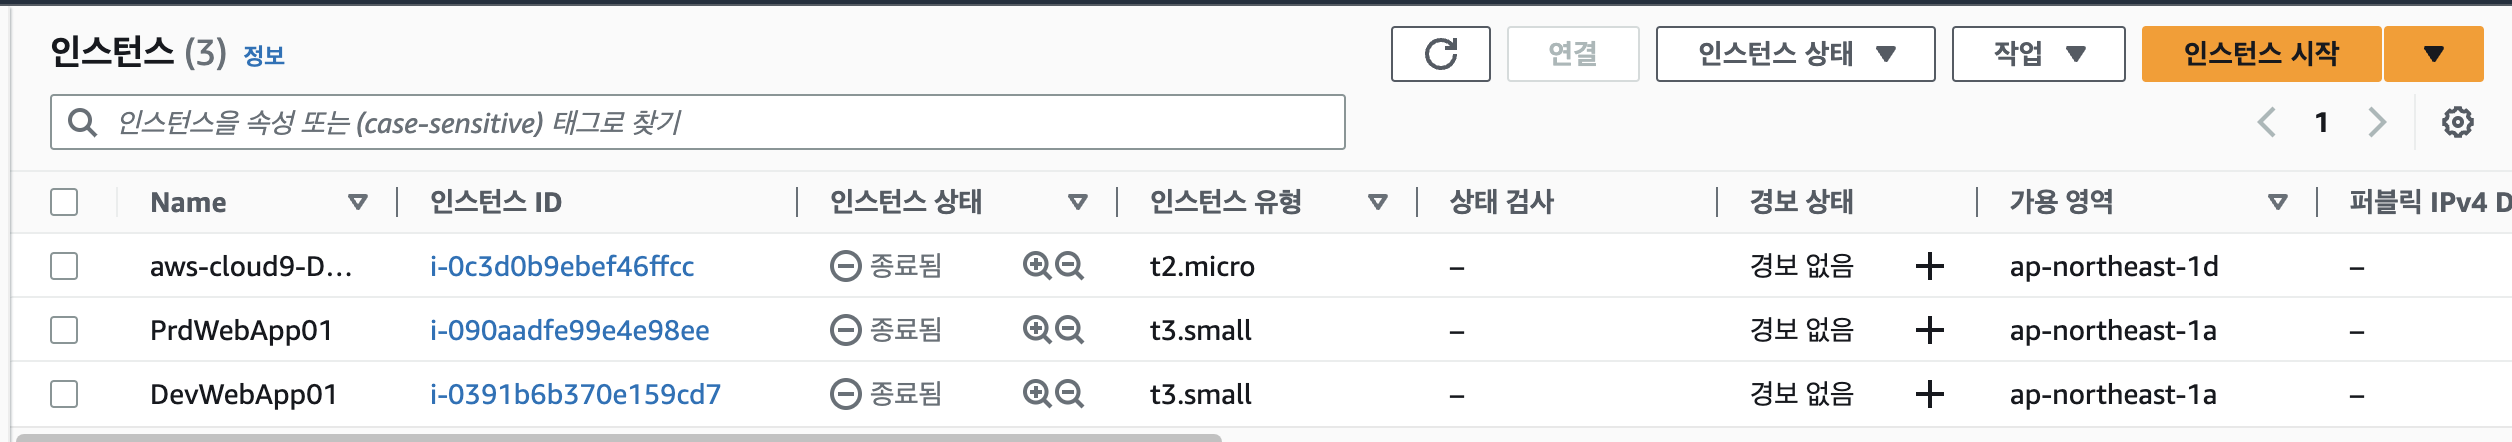 인스턴스 (3) 정보
연결 인스턴스 상태 작업 인스턴스 시작
인스턴스을 속성 또는 (case-sensitive) 태그로 찾기
1
Name 인스턴스 ID 인스턴스 상태 인스턴스 유형 상태 검사 경보 상태 가용 영역 퍼블릭 IPv4 D
aws-cloud9-D... i-0c3d0b9ebef46ffcc 종료됨 t2.micro – 경보 없음 + ap-northeast-1d –
PrdWebApp01 i-090aadfe99e4e98ee 종료됨 t3.small – 경보 없음 + ap-northeast-1a –
DevWebApp01 i-0391b6b370e159cd7 종료됨 t3.small – 경보 없음 + ap-northeast-1a –